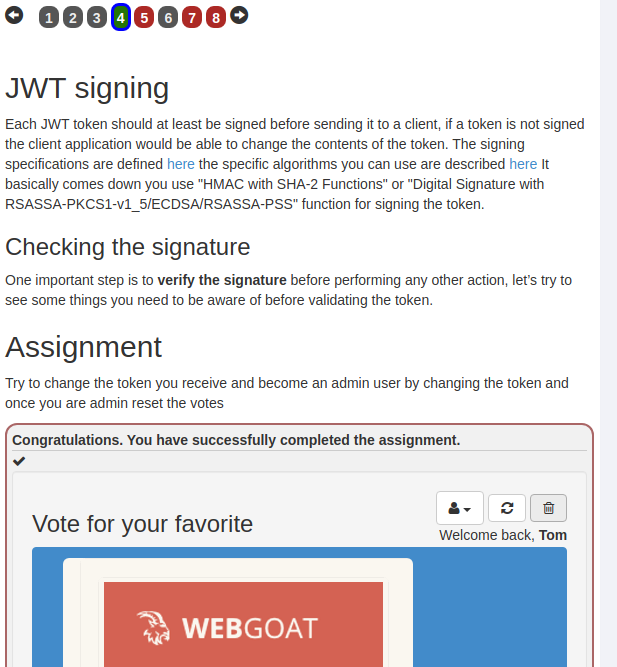 1 2 3 4 5 6 7 8
JWT signing
Each JWT token should at least be signed before sending it to a client, if a token is not signed
the client application would be able to change the contents of the token. The signing
specifications are defined here the specific algorithms you can use are described here It
basically comes down you use "HMAC with SHA-2 Functions" or "Digital Signature with
RSASSA-PKCS1-v1_5/ECDSA/RSASSA-PSS" function for signing the token.
Checking the signature
One important step is to verify the signature before performing any other action, let’s try to
see some things you need to be aware of before validating the token.
Assignment
Try to change the token you receive and become an admin user by changing the token and
once you are admin reset the votes
Congratulations. You have successfully completed the assignment.
Vote for your favorite
Welcome back, Tom
WEBGOAT